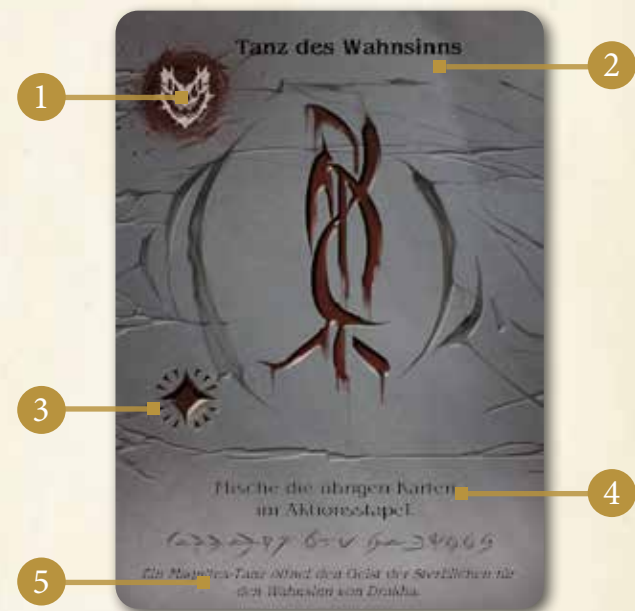 Tanz des Wahnsinns
1
2
3
Mische die übrigen Karten
im Aktionsstapel.
4
5
Ein -Tanz öffnet den Geist der Sterblichen für
den Wahnsinn von Drakha.